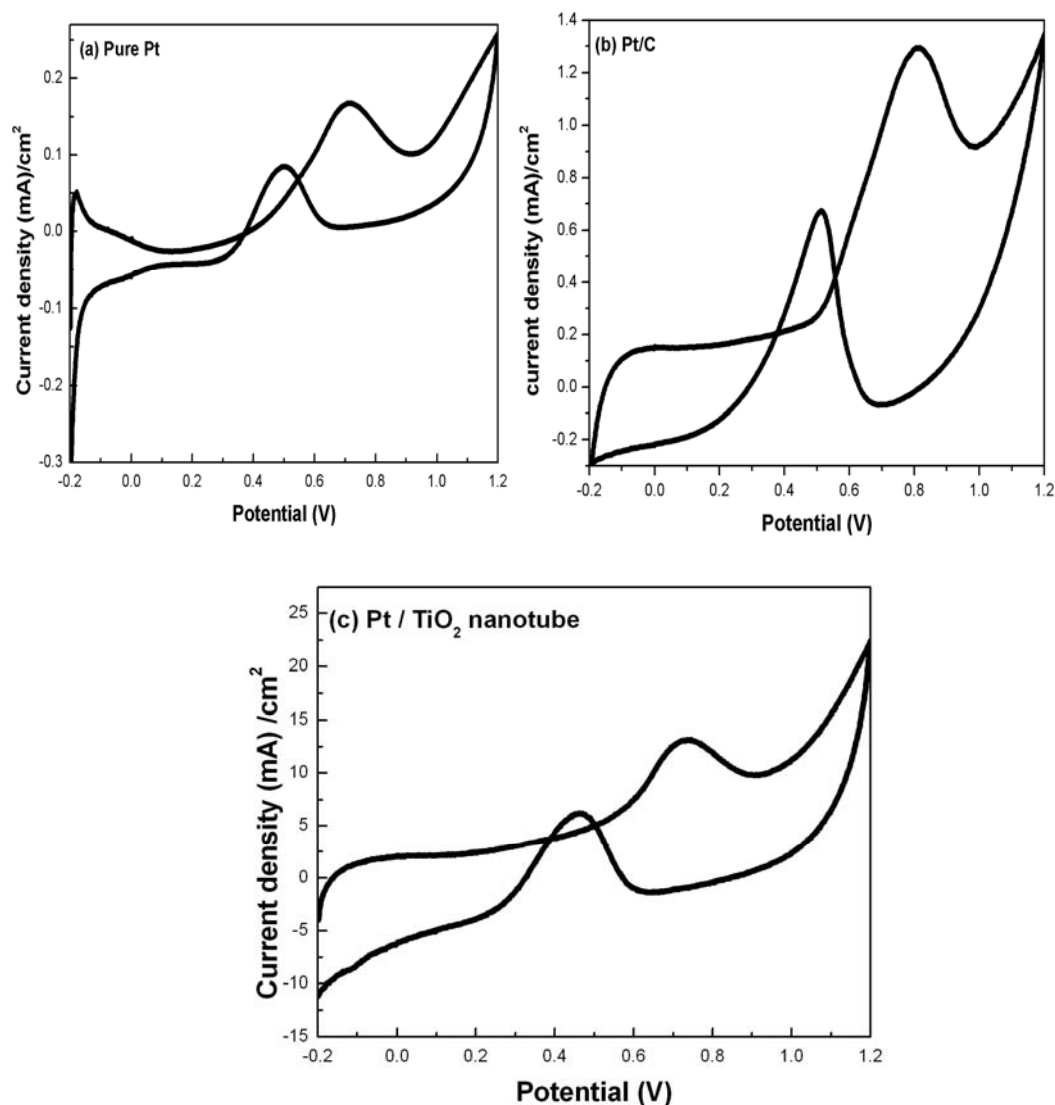 (a) Pure Pt
0.2
0.1
0.0
-0.1
-0.2
-0.3
Current density (mA)/cm²
-0.2 0.0 0.2 0.4 0.6 0.8 1.0 1.2
Potential (V)
(b) Pt/C
1.4
1.2
1.0
0.8
0.6
0.4
0.2
0.0
-0.2
current density (mA)/cm²
-0.2 0.0 0.2 0.4 0.6 0.8 1.0 1.2
Potential (V)
(c) Pt / TiO₂ nanotube
25
20
15
10
5
0
-5
-10
-15
Current density (mA) /cm²
-0.2 0.0 0.2 0.4 0.6 0.8 1.0 1.2
Potential (V)